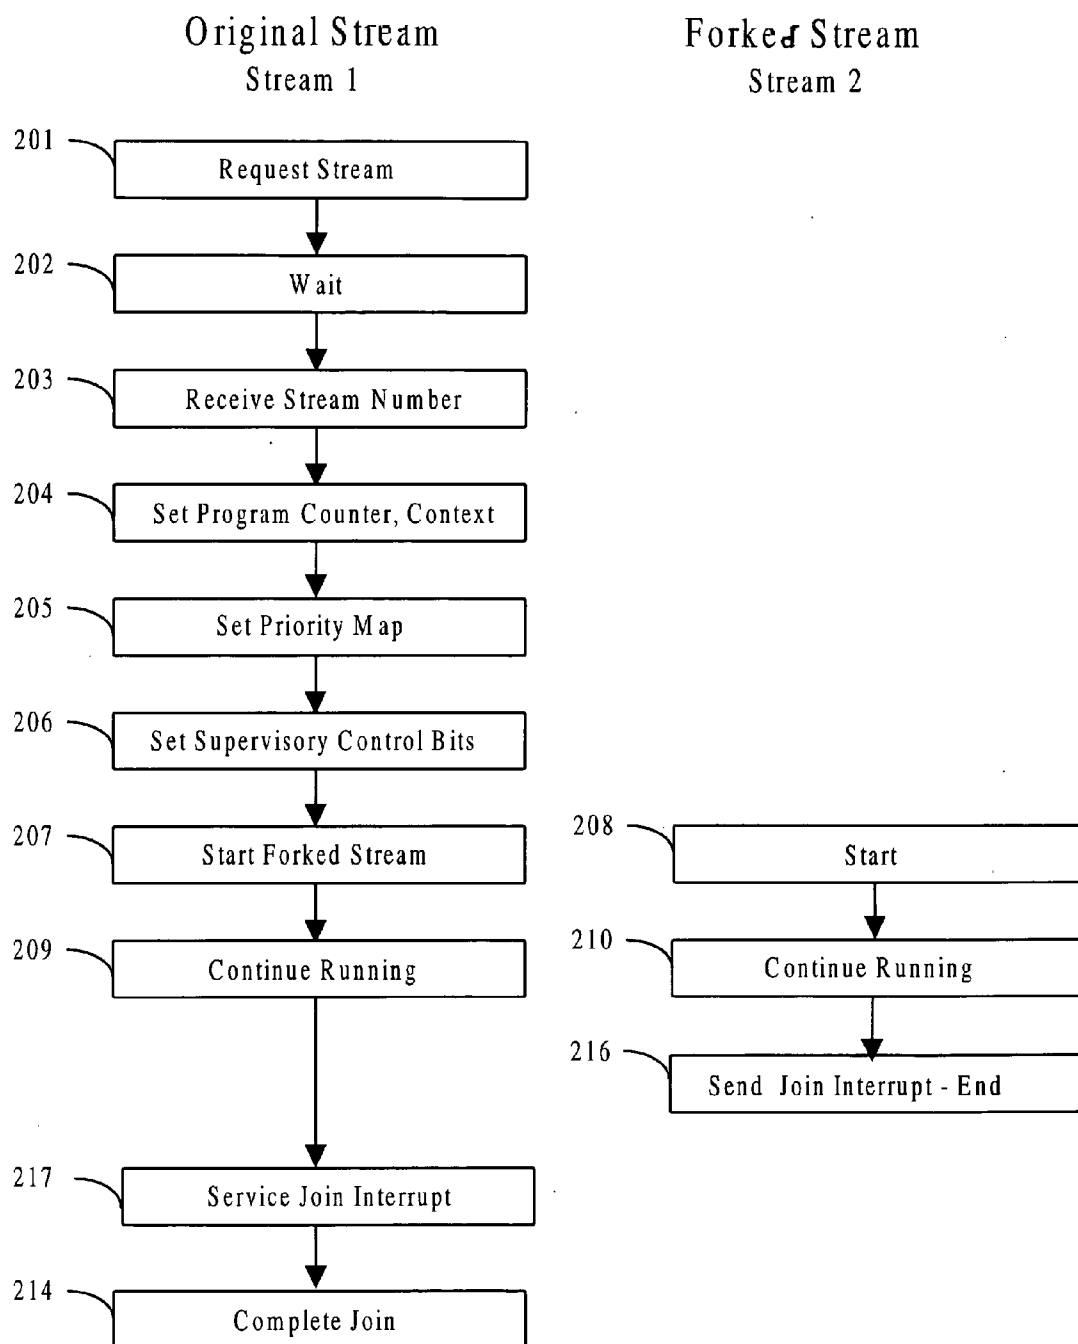 Original Stream
Stream 1
Forked Stream
Stream 2
201
Request Stream
202
Wait
203
Receive Stream Number
204
Set Program Counter, Context
205
Set Priority Map
206
Set Supervisory Control Bits
207
Start Forked Stream
208
Start
209
Continue Running
210
Continue Running
216
Send Join Interrupt - End
217
Service Join Interrupt
214
Complete Join